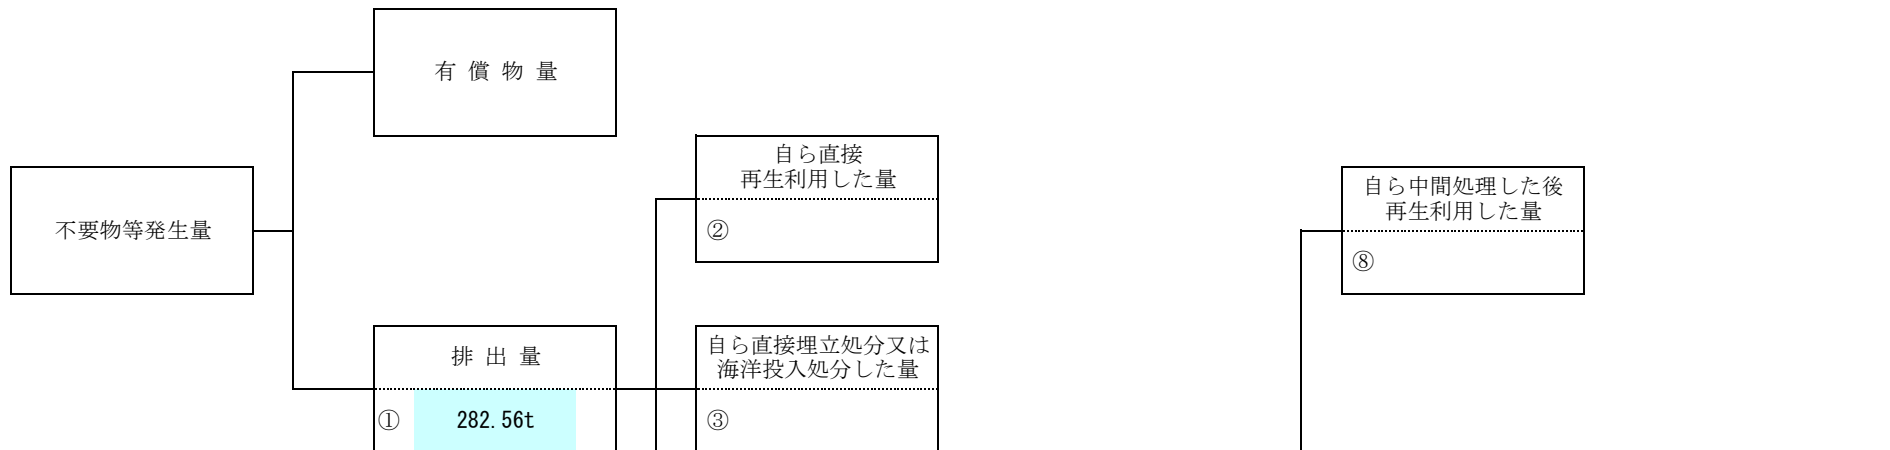 有 償 物 量
自ら直接
再生利用した量
②
自ら中間処理した後
再生利用した量
⑧
不要物等発生量
排 出 量
① 282.56t
自ら直接埋立処分又は
海洋投入処分した量
③